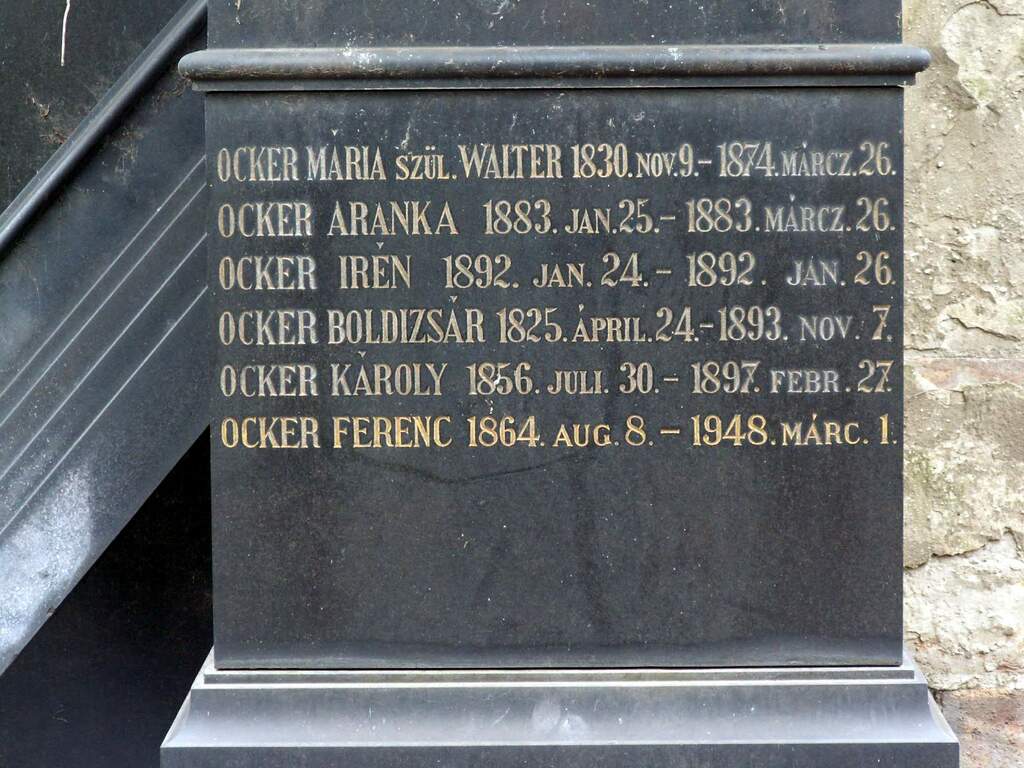 OCKER MÁRIA SZÜL. WALTER 1830. NOV. 9. – 1874. MÁRCZ. 26.
OCKER ARANKA 1883. JAN. 25. – 1883. MÁRCZ. 26.
OCKER IRÉN 1892. JAN. 24. – 1892. JÁN. 26.
OCKER BOLDIZSÁR 1825. ÁPRIL. 24. – 1893. NOV. 7.
OCKER KÁROLY 1856. JULI. 30. – 1897. FEBR. 27.
OCKER FERENC 1864. AUG. 8. – 1948. MÁRC. 1.